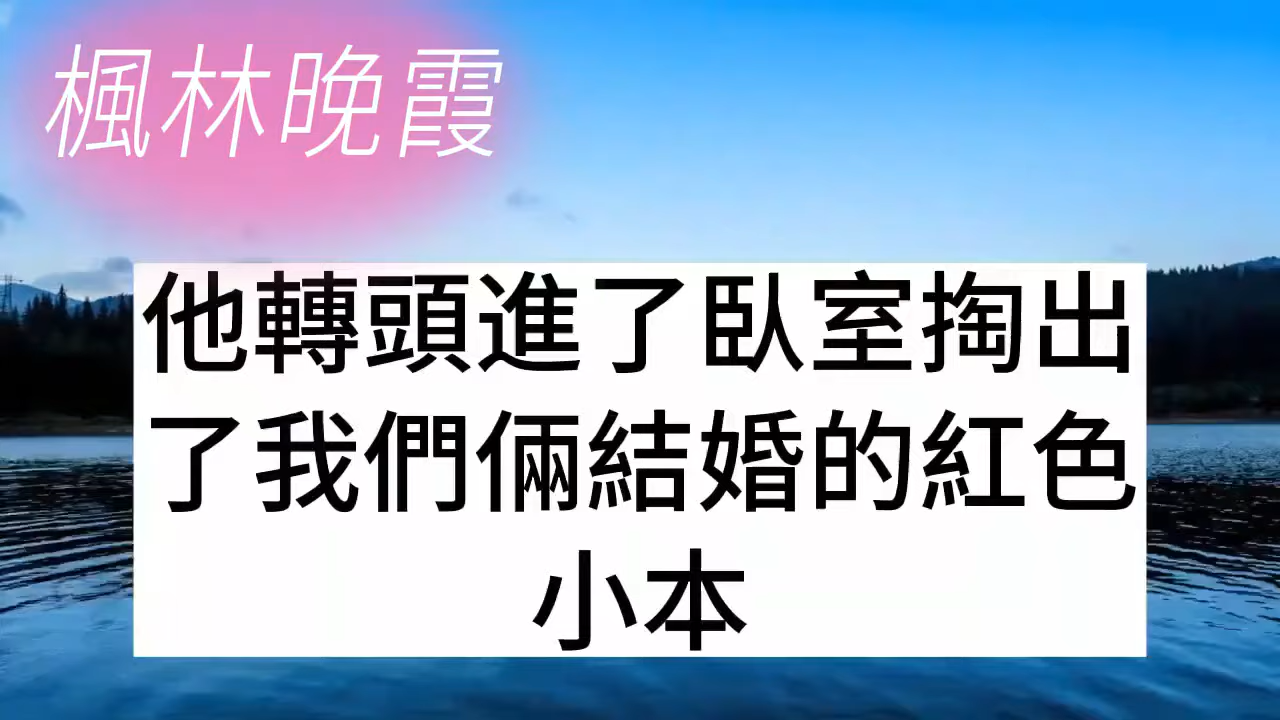 楓林晚霞
他轉頭進了臥室掏出
了我們倆結婚的紅色
小本